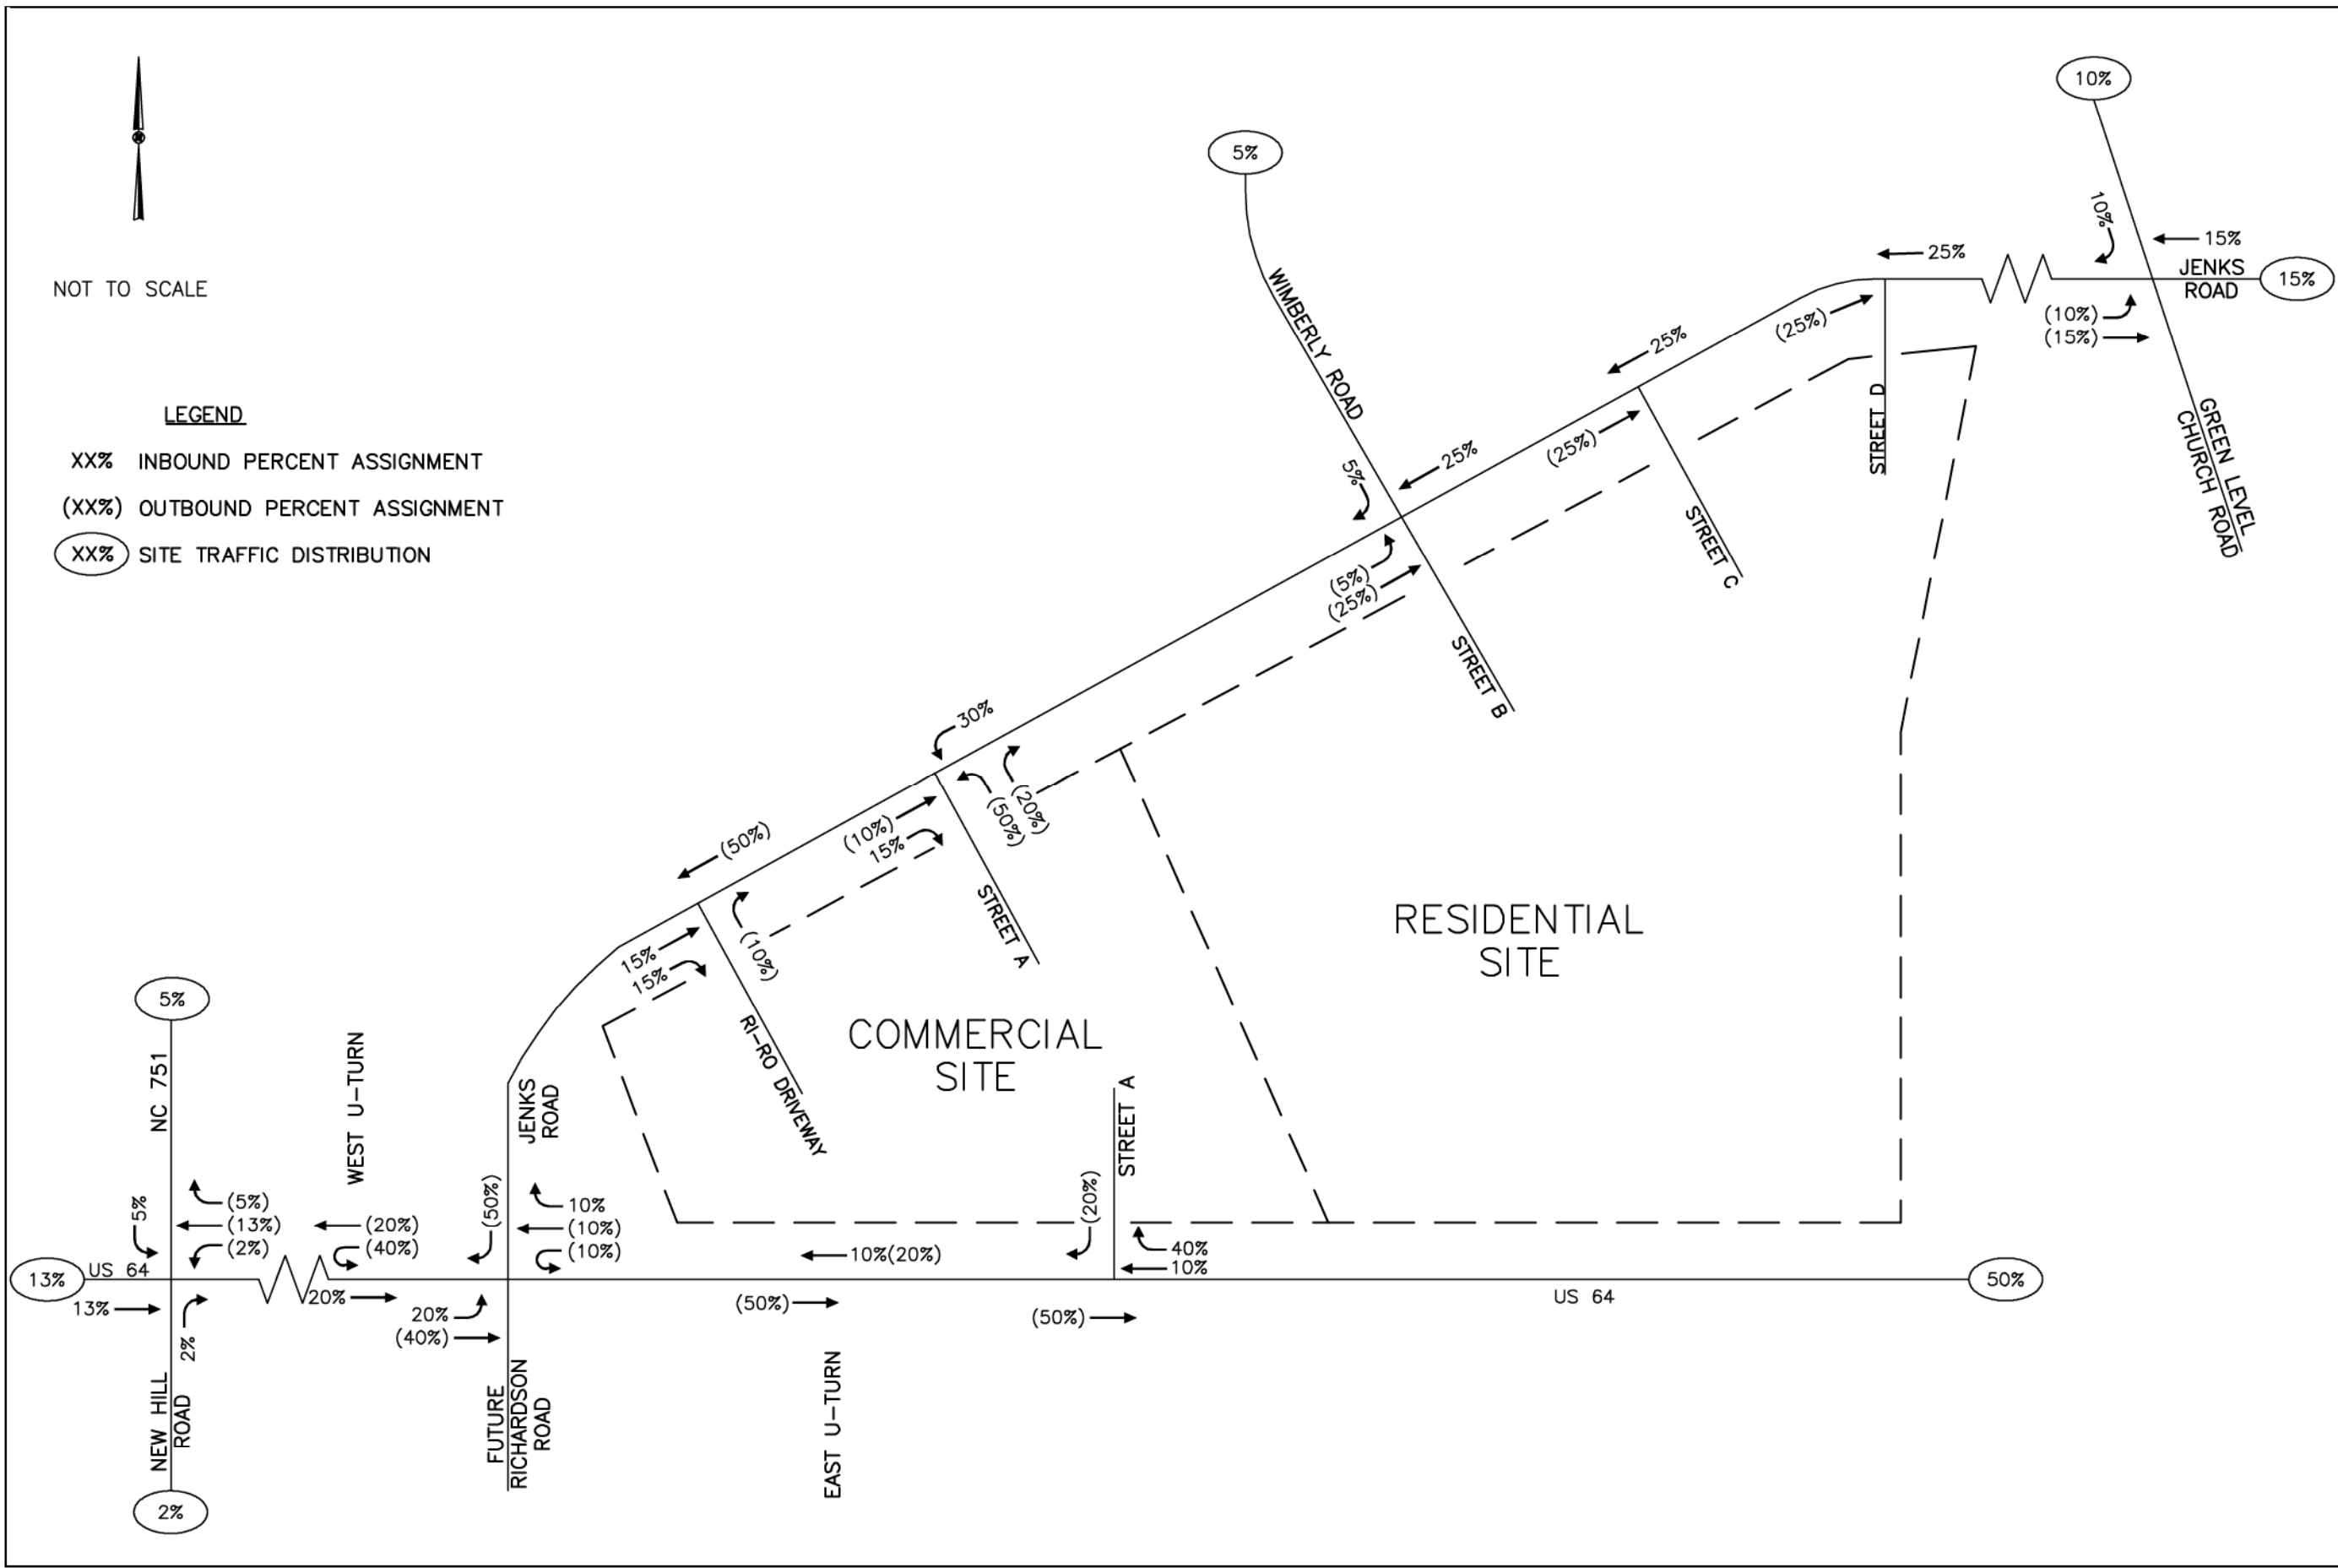 10%
5%
10%
15%
25%
JENKS
ROAD
15%
NOT TO SCALE
(10%)
(15%)
(25%)
25%
WIMBERLY ROAD
LEGEND
XX% INBOUND PERCENT ASSIGNMENT
(XX%) OUTBOUND PERCENT ASSIGNMENT
XX% SITE TRAFFIC DISTRIBUTION
STREET D
GREEN LEVEL
CHURCH ROAD
25%
(25%)
5%
STREET C
(5%)
(25%)
STREET B
30%
(20%)
(50%)
(10%)
15%
(50%)
STREET A
15%
15%
(10%)
RESIDENTIAL
SITE
COMMERCIAL
SITE
RI-RO DRIVEWAY
5%
NC 751
WEST U-TURN
JENKS
ROAD
STREET A
5%
(5%)
(13%)
(2%)
(20%)
(40%)
(50%)
10%
(10%)
(10%)
10%(20%)
(20%)
40%
10%
13%
US 64
50%
US 64
13%
2%
20%
20%
(40%)
(50%)
(50%)
NEW HILL
ROAD
FUTURE
RICHARDSON
ROAD
EAST U-TURN
2%